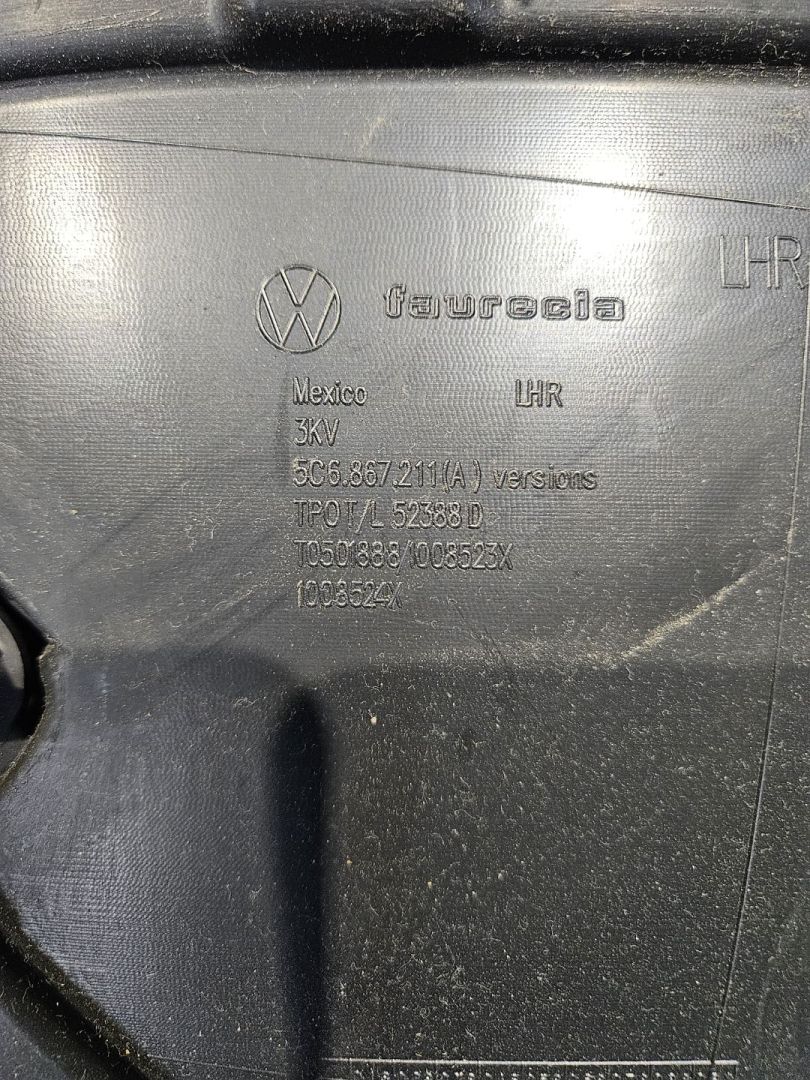 LHR
faurecia
Mexico LHR
3KV
5C6.867.211(A) versions
TPO T/L 52388 D
T0501888/1008523X
1008524X